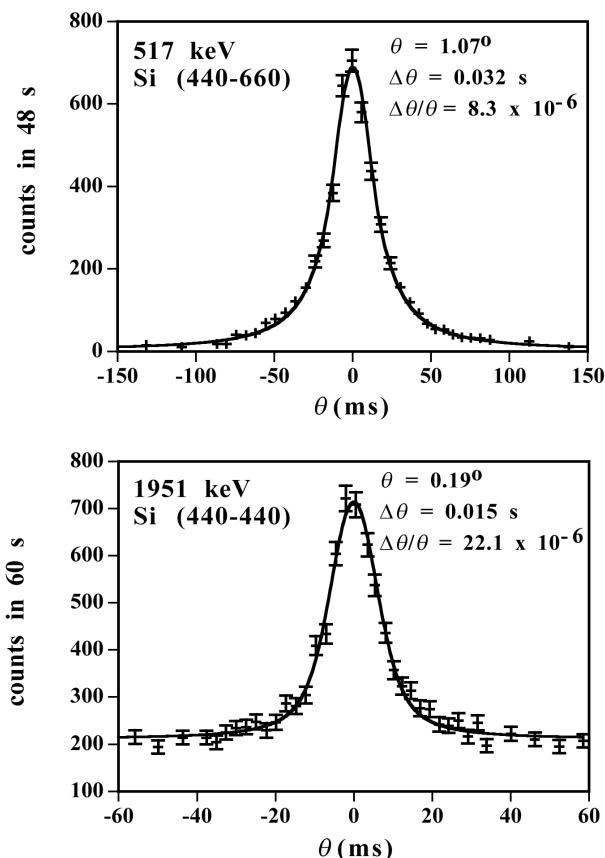 800
600
400
200
0
counts in 48 s
517 keV
Si (440-660)
θ = 1.07º
Δθ = 0.032 s
Δθ/θ = 8.3 x 10⁻⁶
-150 -100 -50 0 50 100 150
θ (ms)
800
700
600
500
400
300
200
100
counts in 60 s
1951 keV
Si (440-440)
θ = 0.19º
Δθ = 0.015 s
Δθ/θ = 22.1 x 10⁻⁶
-60 -40 -20 0 20 40 60
θ (ms)